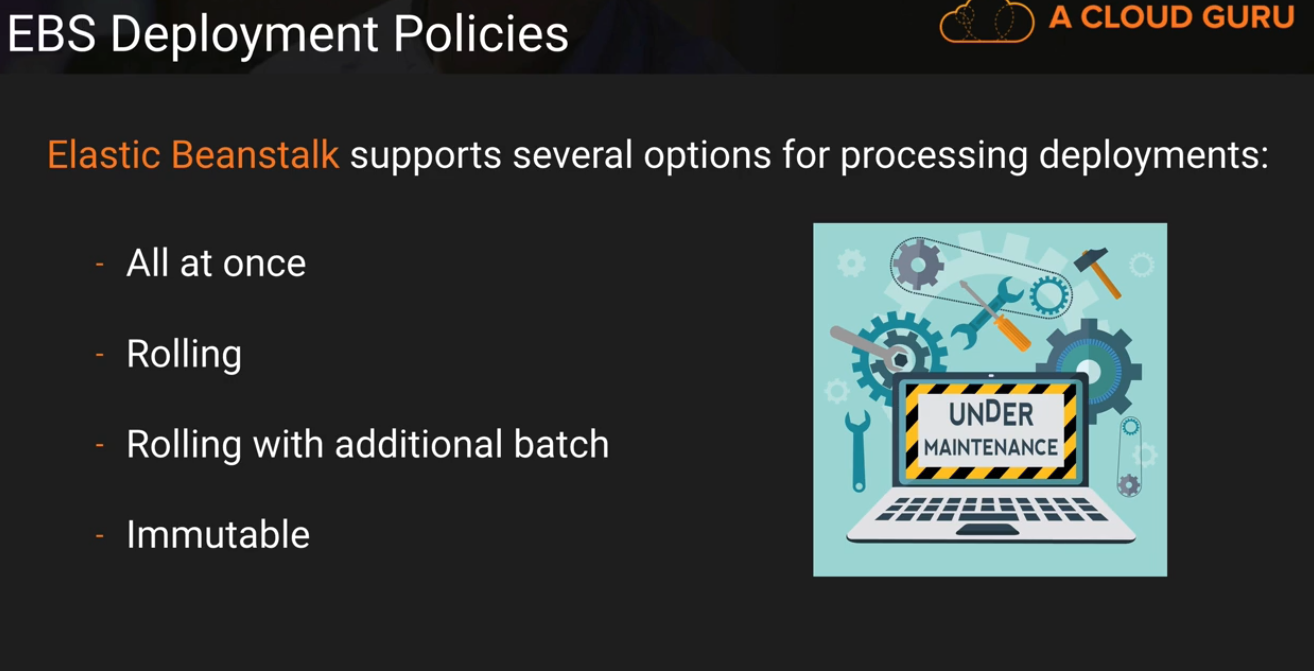 EBS Deployment Policies
A CLOUD GURU
Elastic Beanstalk supports several options for processing deployments:
- All at once
- Rolling
- Rolling with additional batch
- Immutable
UNDER
MAINTENANCE